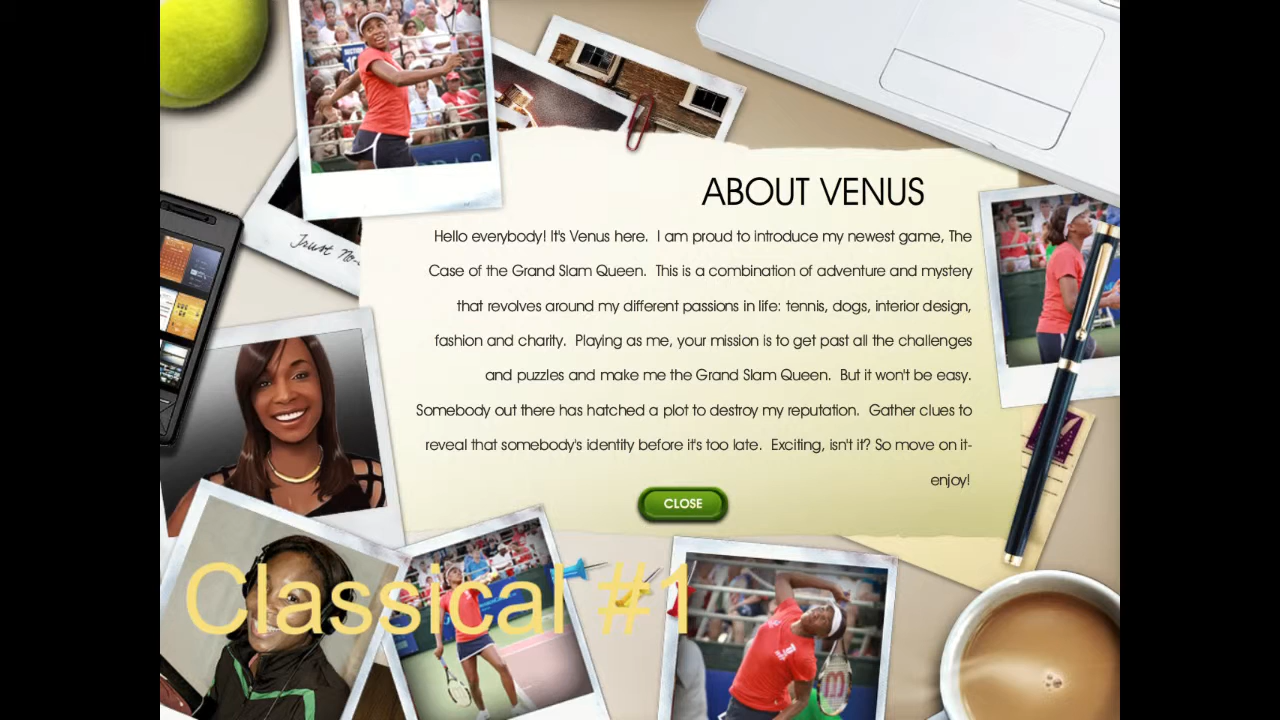 ABOUT VENUS
Hello everybody! It's Venus here.  I am proud to introduce my newest game, The
Case of the Grand Slam Queen.  This is a combination of adventure and mystery
that revolves around my different passions in life: tennis, dogs, interior design,
fashion and charity.  Playing as me, your mission is to get past all the challenges
and puzzles and make me the Grand Slam Queen.  But it won't be easy.
Somebody out there has hatched a plot to destroy my reputation.  Gather clues to
reveal that somebody's identity before it's too late.  Exciting, isn't it? So move on it-
enjoy!
CLOSE
Trust No-
Classical #1